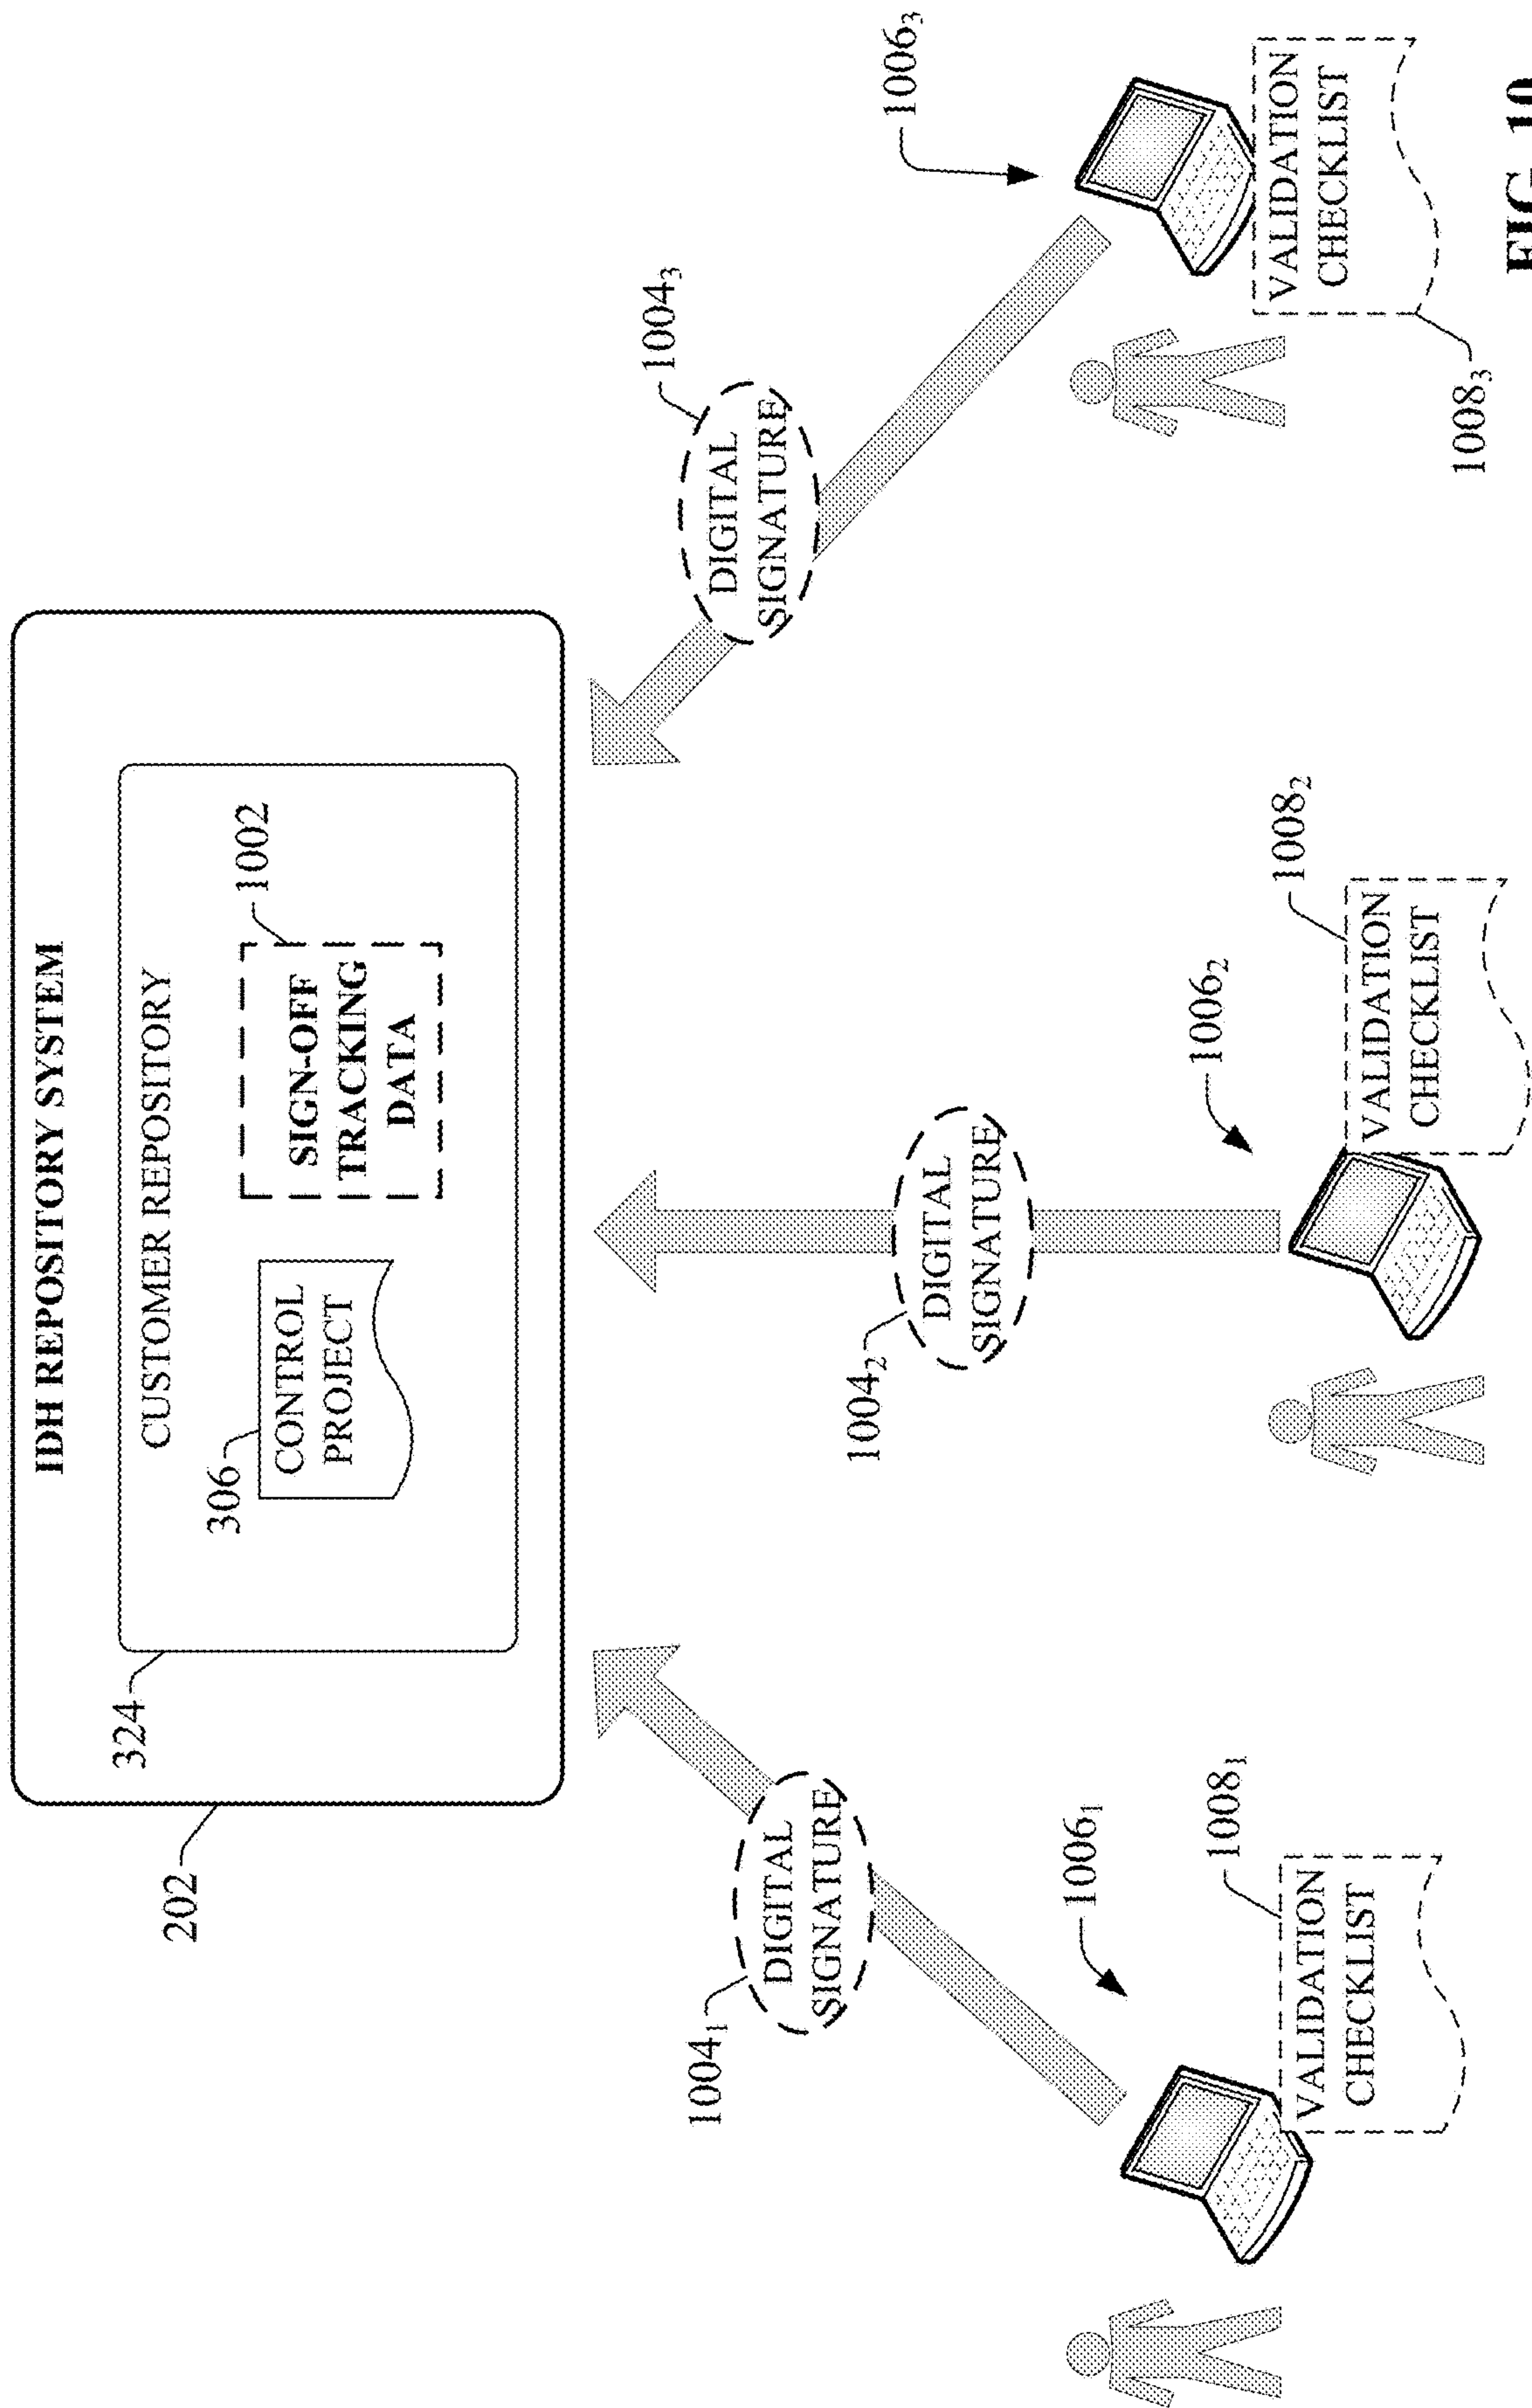 IDH REPOSITORY SYSTEM
202
324
CUSTOMER REPOSITORY
306
CONTROL
PROJECT
1002
SIGN-OFF
TRACKING
DATA
1004₁
DIGITAL
SIGNATURE
1004₂
DIGITAL
SIGNATURE
1004₃
DIGITAL
SIGNATURE
1006₁
1008₁
VALIDATION
CHECKLIST
1006₂
1008₂
VALIDATION
CHECKLIST
1006₃
1008₃
VALIDATION
CHECKLIST
FIG. 10